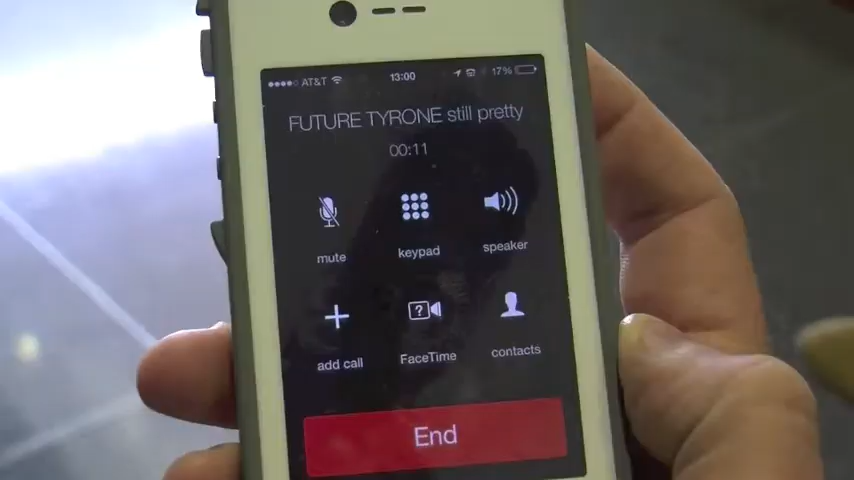 AT&T 13:00 17%
FUTURE TYRONE still pretty
00:11
mute keypad speaker
?
add call FaceTime contacts
End